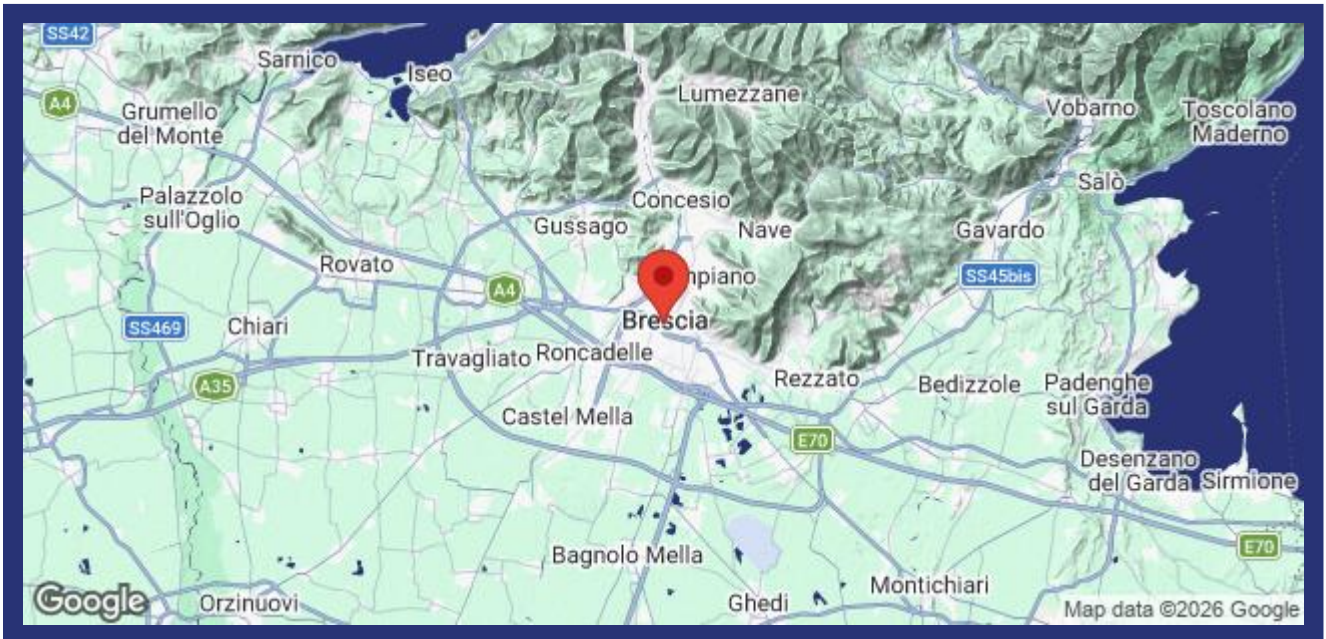 SS42
Sarnico
Iseo
A4
Grumello
del Monte
Lumezzane
Vobarno
Toscolano
Maderno
Palazzolo
sull'Oglio
Concesio
Salò
Gussago
Nave
Gavardo
Rovato
A4
mpiano
SS45bis
SS469
Chiari
Brescia
Travagliato
Roncadelle
A35
Rezzato
Bedizzole
Padenghe
sul Garda
Castel Mella
E70
Desenzano
del Garda
Sirmione
Bagnolo Mella
E70
Montichiari
Google
Orzinuovi
Ghedi
Map data ©2026 Google